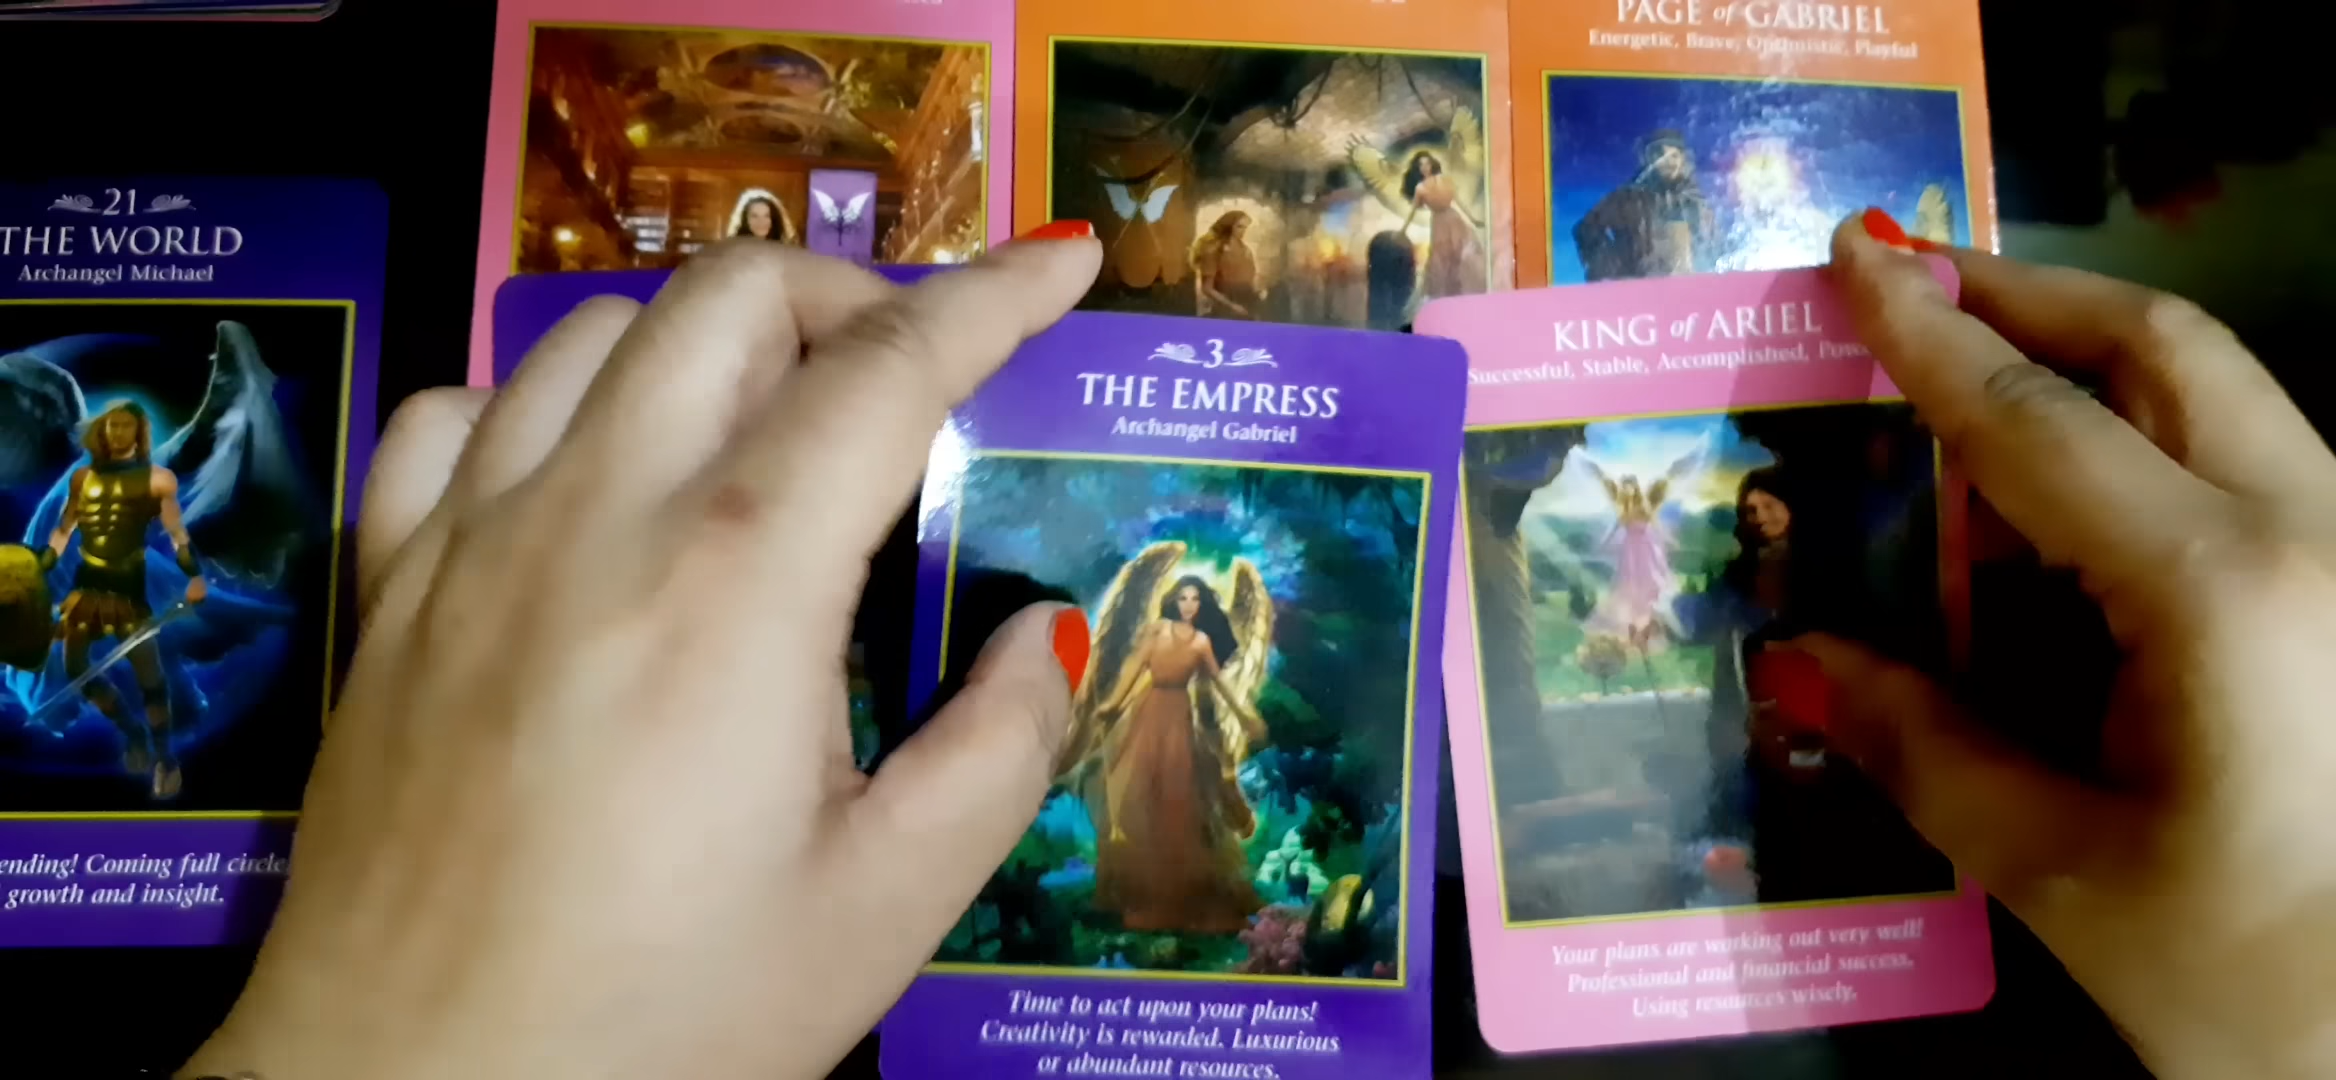 PAGE of GABRIEL
Energetic, Brave, Optimistic, Playful
21
THE WORLD
Archangel Michael
ending! Coming full circle
growth and insight.
3
THE EMPRESS
Archangel Gabriel
Time to act upon your plans!
Creativity is rewarded. Luxurious
or abundant resources.
KING of ARIEL
Successful, Stable, Accomplished,
Your plans are working out very well!
Professional and financial success.
Using resources wisely.